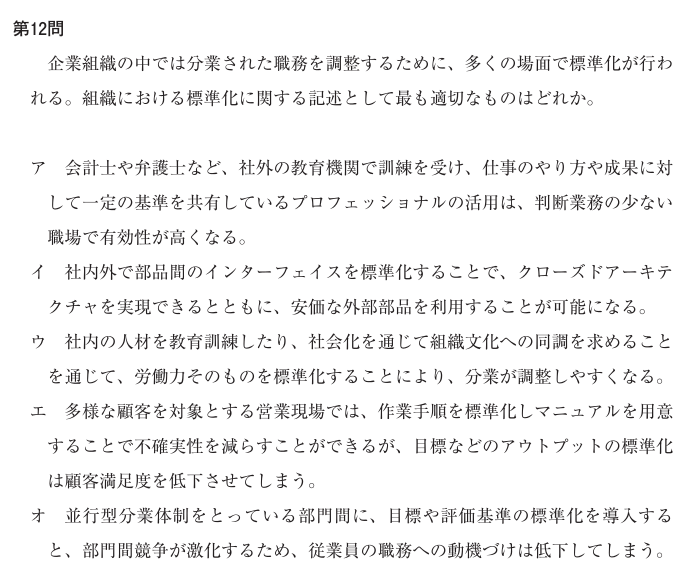 第12問
企業組織の中では分業された職務を調整するために、多くの場面で標準化が行わ
れる。組織における標準化に関する記述として最も適切なものはどれか。
ア　会計士や弁護士など、社外の教育機関で訓練を受け、仕事のやり方や成果に対
して一定の基準を共有しているプロフェッショナルの活用は、判断業務の少ない
職場で有効性が高くなる。
イ　社内外で部品間のインターフェイスを標準化することで、クローズドアーキテ
クチャを実現できるとともに、安価な外部部品を利用することが可能になる。
ウ　社内の人材を教育訓練したり、社会化を通じて組織文化への同調を求めること
を通じて、労働力そのものを標準化することにより、分業が調整しやすくなる。
エ　多様な顧客を対象とする営業現場では、作業手順を標準化しマニュアルを用意
することで不確実性を減らすことができるが、目標などのアウトプットの標準化
は顧客満足度を低下させてしまう。
オ　並行型分業体制をとっている部門間に、目標や評価基準の標準化を導入する
と、部門間競争が激化するため、従業員の職務への動機づけは低下してしまう。